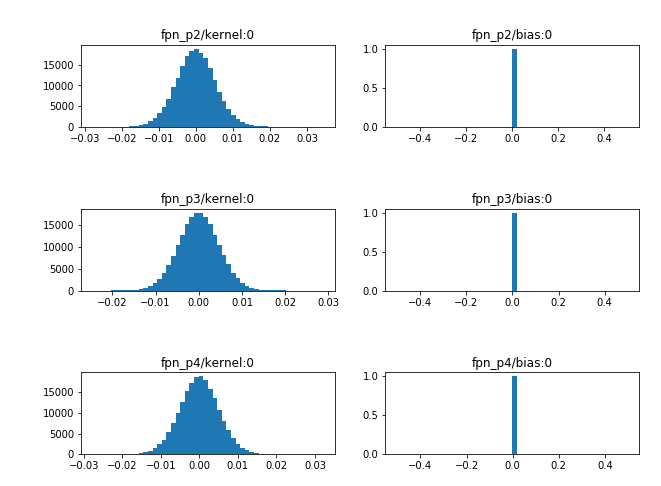 fpn_p2/kernel:0
fpn_p2/bias:0
15000
10000
5000
0
−0.03 −0.02 −0.01 0.00 0.01 0.02 0.03
1.0
0.5
0.0
−0.4 −0.2 0.0 0.2 0.4
fpn_p3/kernel:0
fpn_p3/bias:0
15000
10000
5000
0
−0.02 −0.01 0.00 0.01 0.02 0.03
1.0
0.5
0.0
−0.4 −0.2 0.0 0.2 0.4
fpn_p4/kernel:0
fpn_p4/bias:0
15000
10000
5000
0
−0.03 −0.02 −0.01 0.00 0.01 0.02 0.03
1.0
0.5
0.0
−0.4 −0.2 0.0 0.2 0.4